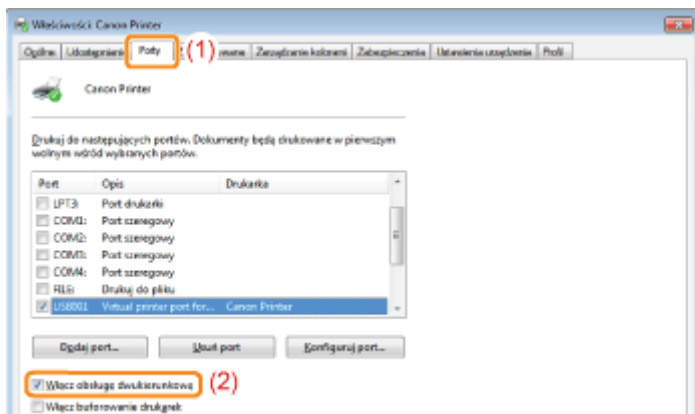 Właściwości: Canon Printer
Ogólne Udostępnianie Porty (1) Zarządzanie kolorami Zabezpieczenia Ustawienia urządzenia Profil
Canon Printer
Drukuj do następujących portów. Dokumenty będą drukowane w pierwszym
wolnym wśród wybranych portów.
Port Opis Drukarka
LPT3: Port drukarki
COM1: Port szeregowy
COM2: Port szeregowy
COM3: Port szeregowy
COM4: Port szeregowy
FILE: Drukuj do pliku
USB001 Virtual printer port for... Canon Printer
Dodaj port... Usuń port Konfiguruj port...
Włącz obsługę dwukierunkową (2)
Włącz buforowanie drukarek